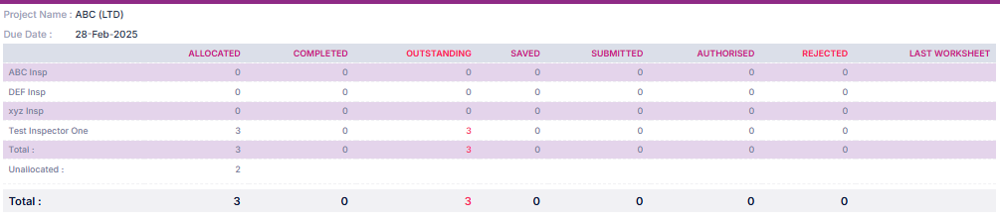 Project Name : ABC (LTD)
Due Date : 28-Feb-2025
ALLOCATED COMPLETED OUTSTANDING SAVED SUBMITTED AUTHORISED REJECTED LAST WORKSHEET
ABC Insp 0 0 0 0 0 0 0
DEF Insp 0 0 0 0 0 0 0
xyz Insp 0 0 0 0 0 0 0
Test Inspector One 3 0 3 0 0 0 0
Total : 3 0 3 0 0 0 0
Unallocated : 2
Total : 3 0 3 0 0 0 0